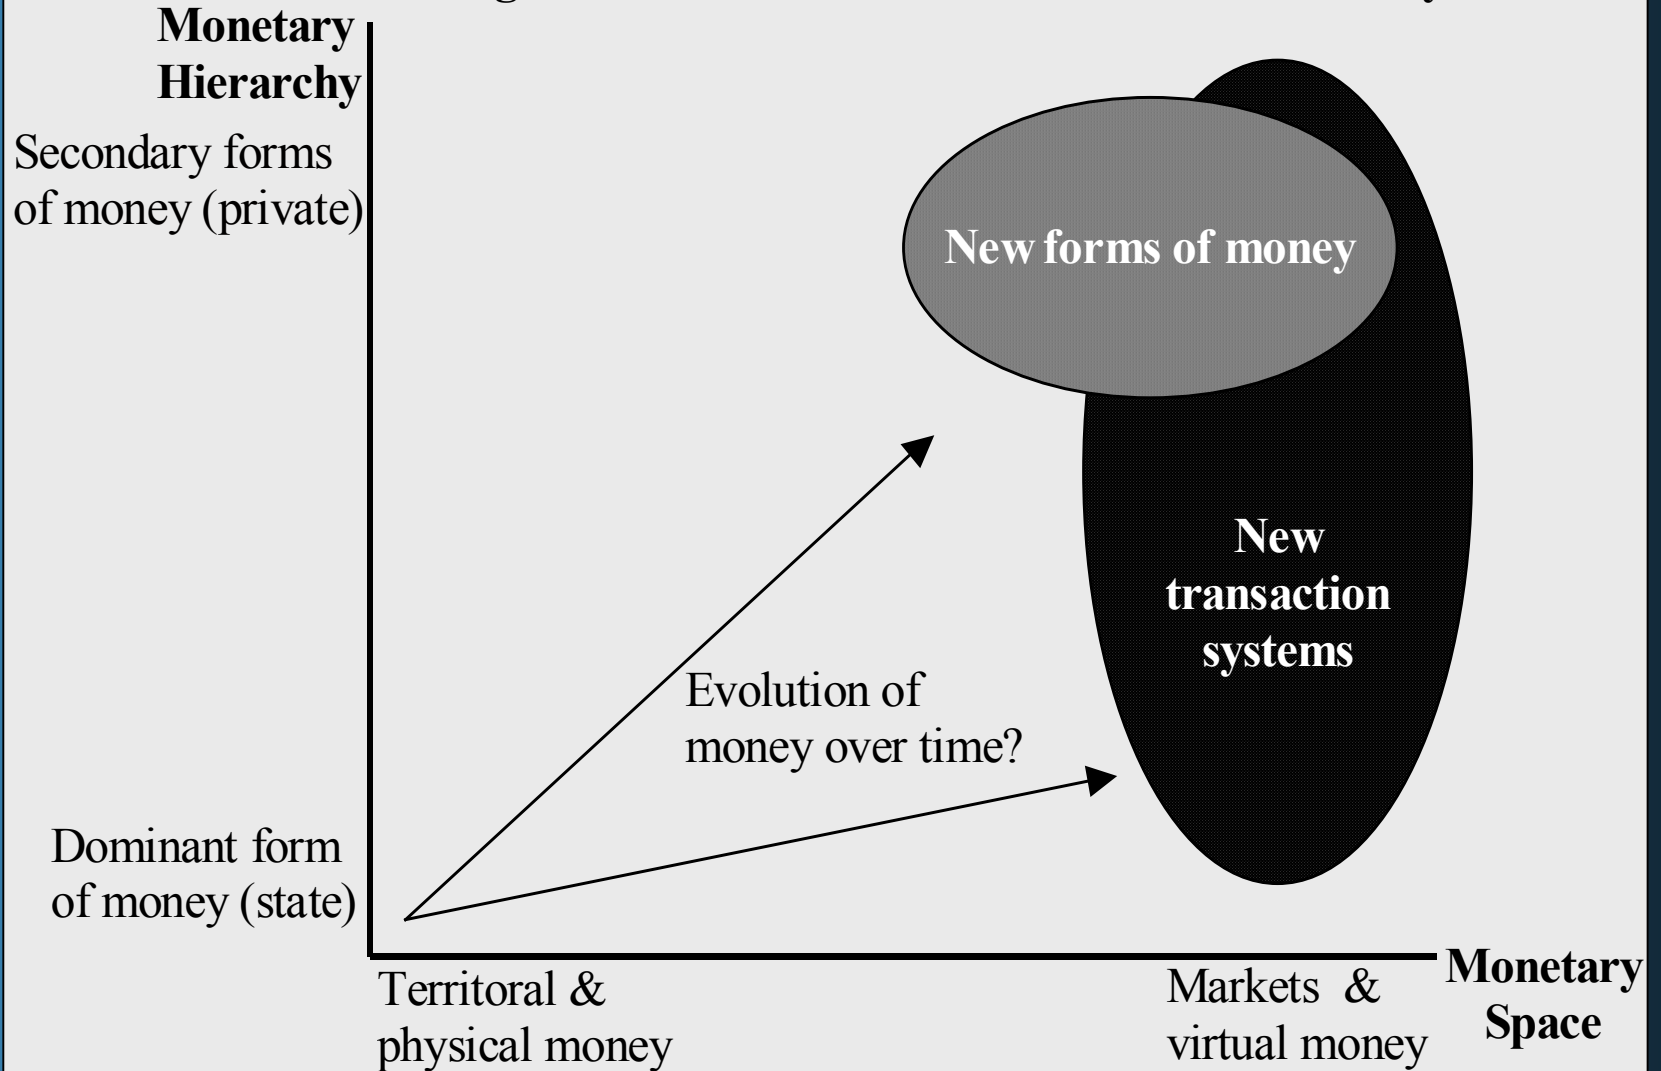 Monetary
Hierarchy
Secondary forms
of money (private)
New forms of money
New
transaction
systems
Evolution of
money over time?
Dominant form
of money (state)
Territoral &
physical money
Markets &
virtual money
Monetary
Space